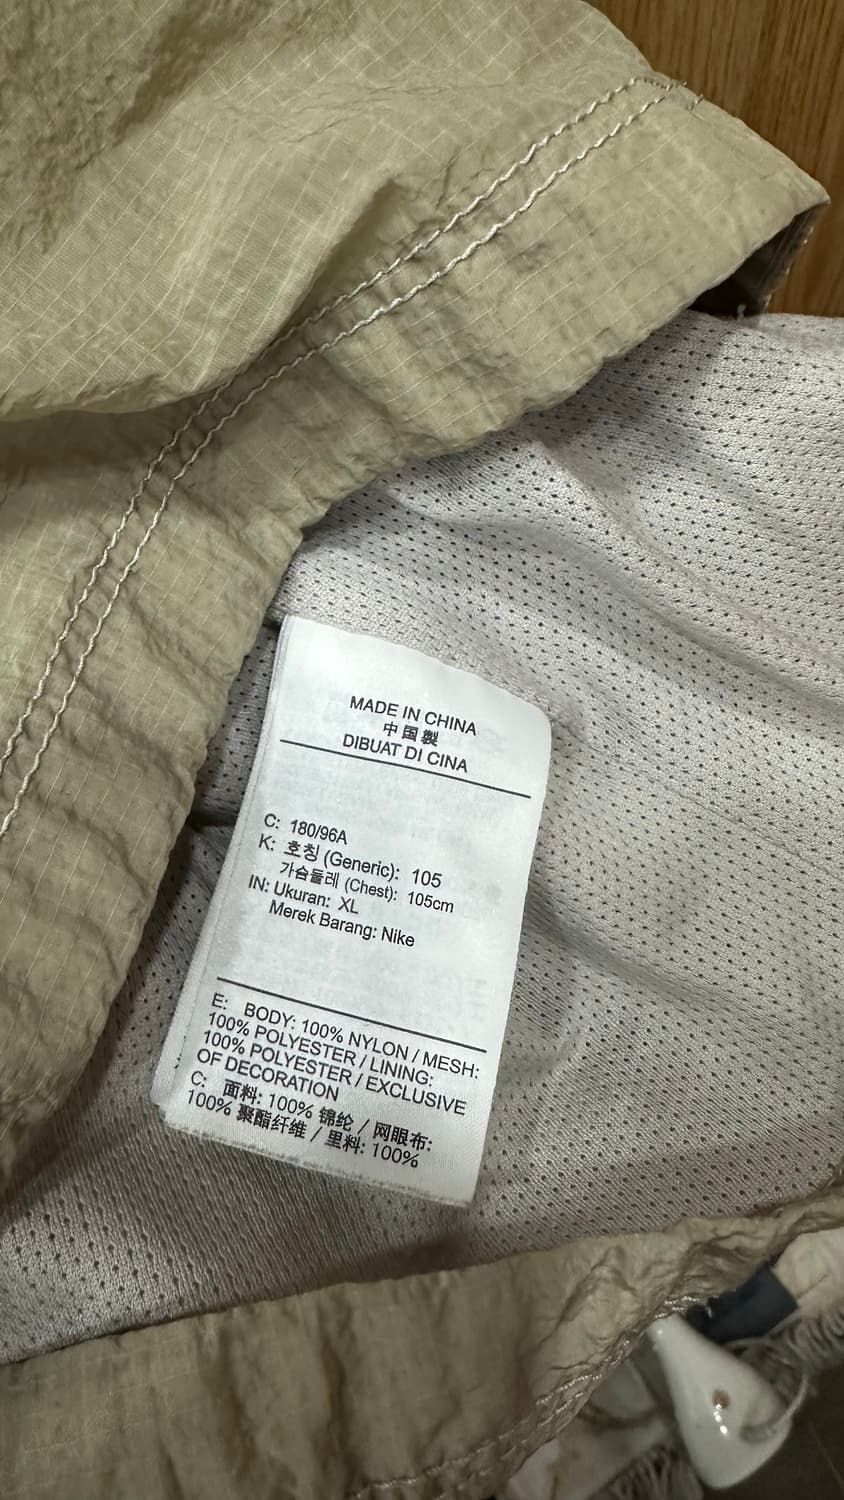 MADE IN CHINA
中国製
DIBUAT DI CINA
C: 180/96A
K: 호칭 (Generic): 105
가슴둘레 (Chest): 105cm
IN: Ukuran: XL
Merek Barang: Nike
E: BODY: 100% NYLON / MESH:
100% POLYESTER / LINING:
100% POLYESTER / EXCLUSIVE
OF DECORATION
C: 面料: 100% 锦纶 / 网眼布:
100% 聚酯纤维 / 里料: 100%